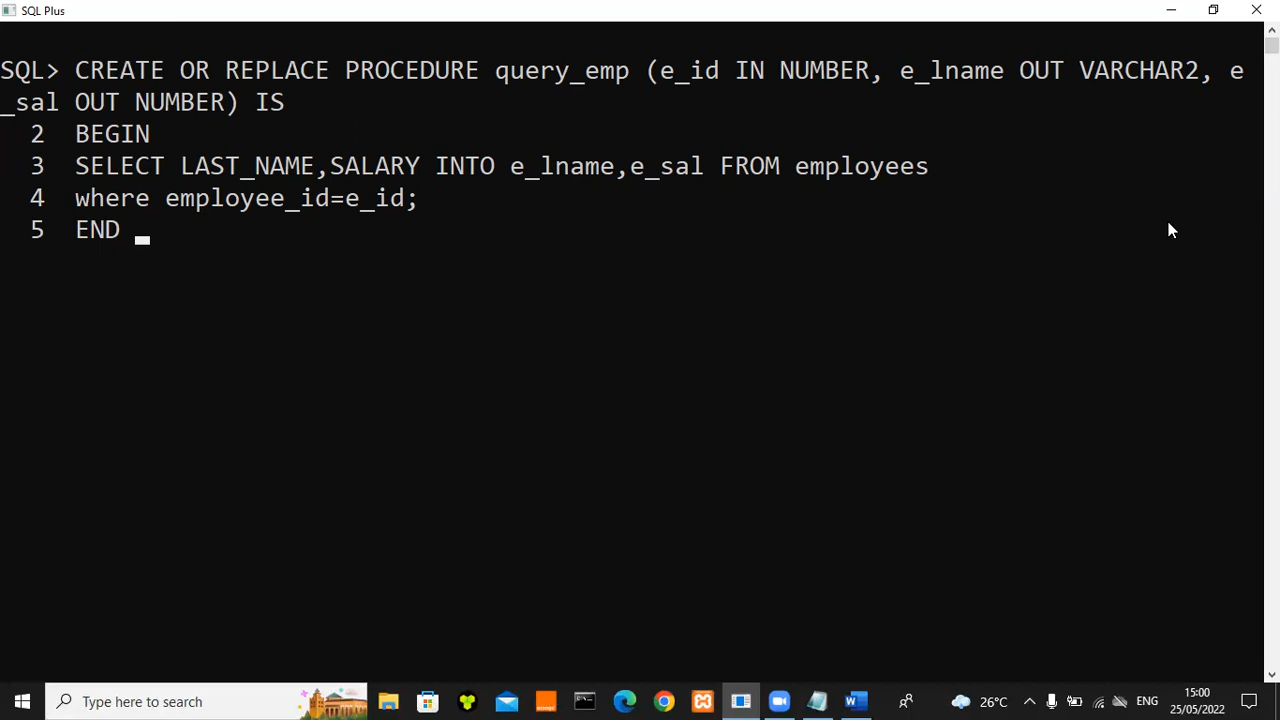 SQL Plus
SQL> CREATE OR REPLACE PROCEDURE query_emp (e_id IN NUMBER, e_lname OUT VARCHAR2, e
_sal OUT NUMBER) IS
2 BEGIN
3 SELECT LAST_NAME,SALARY INTO e_lname,e_sal FROM employees
4 where employee_id=e_id;
5 END
Type here to search
26°C
ENG
15:00
25/05/2022